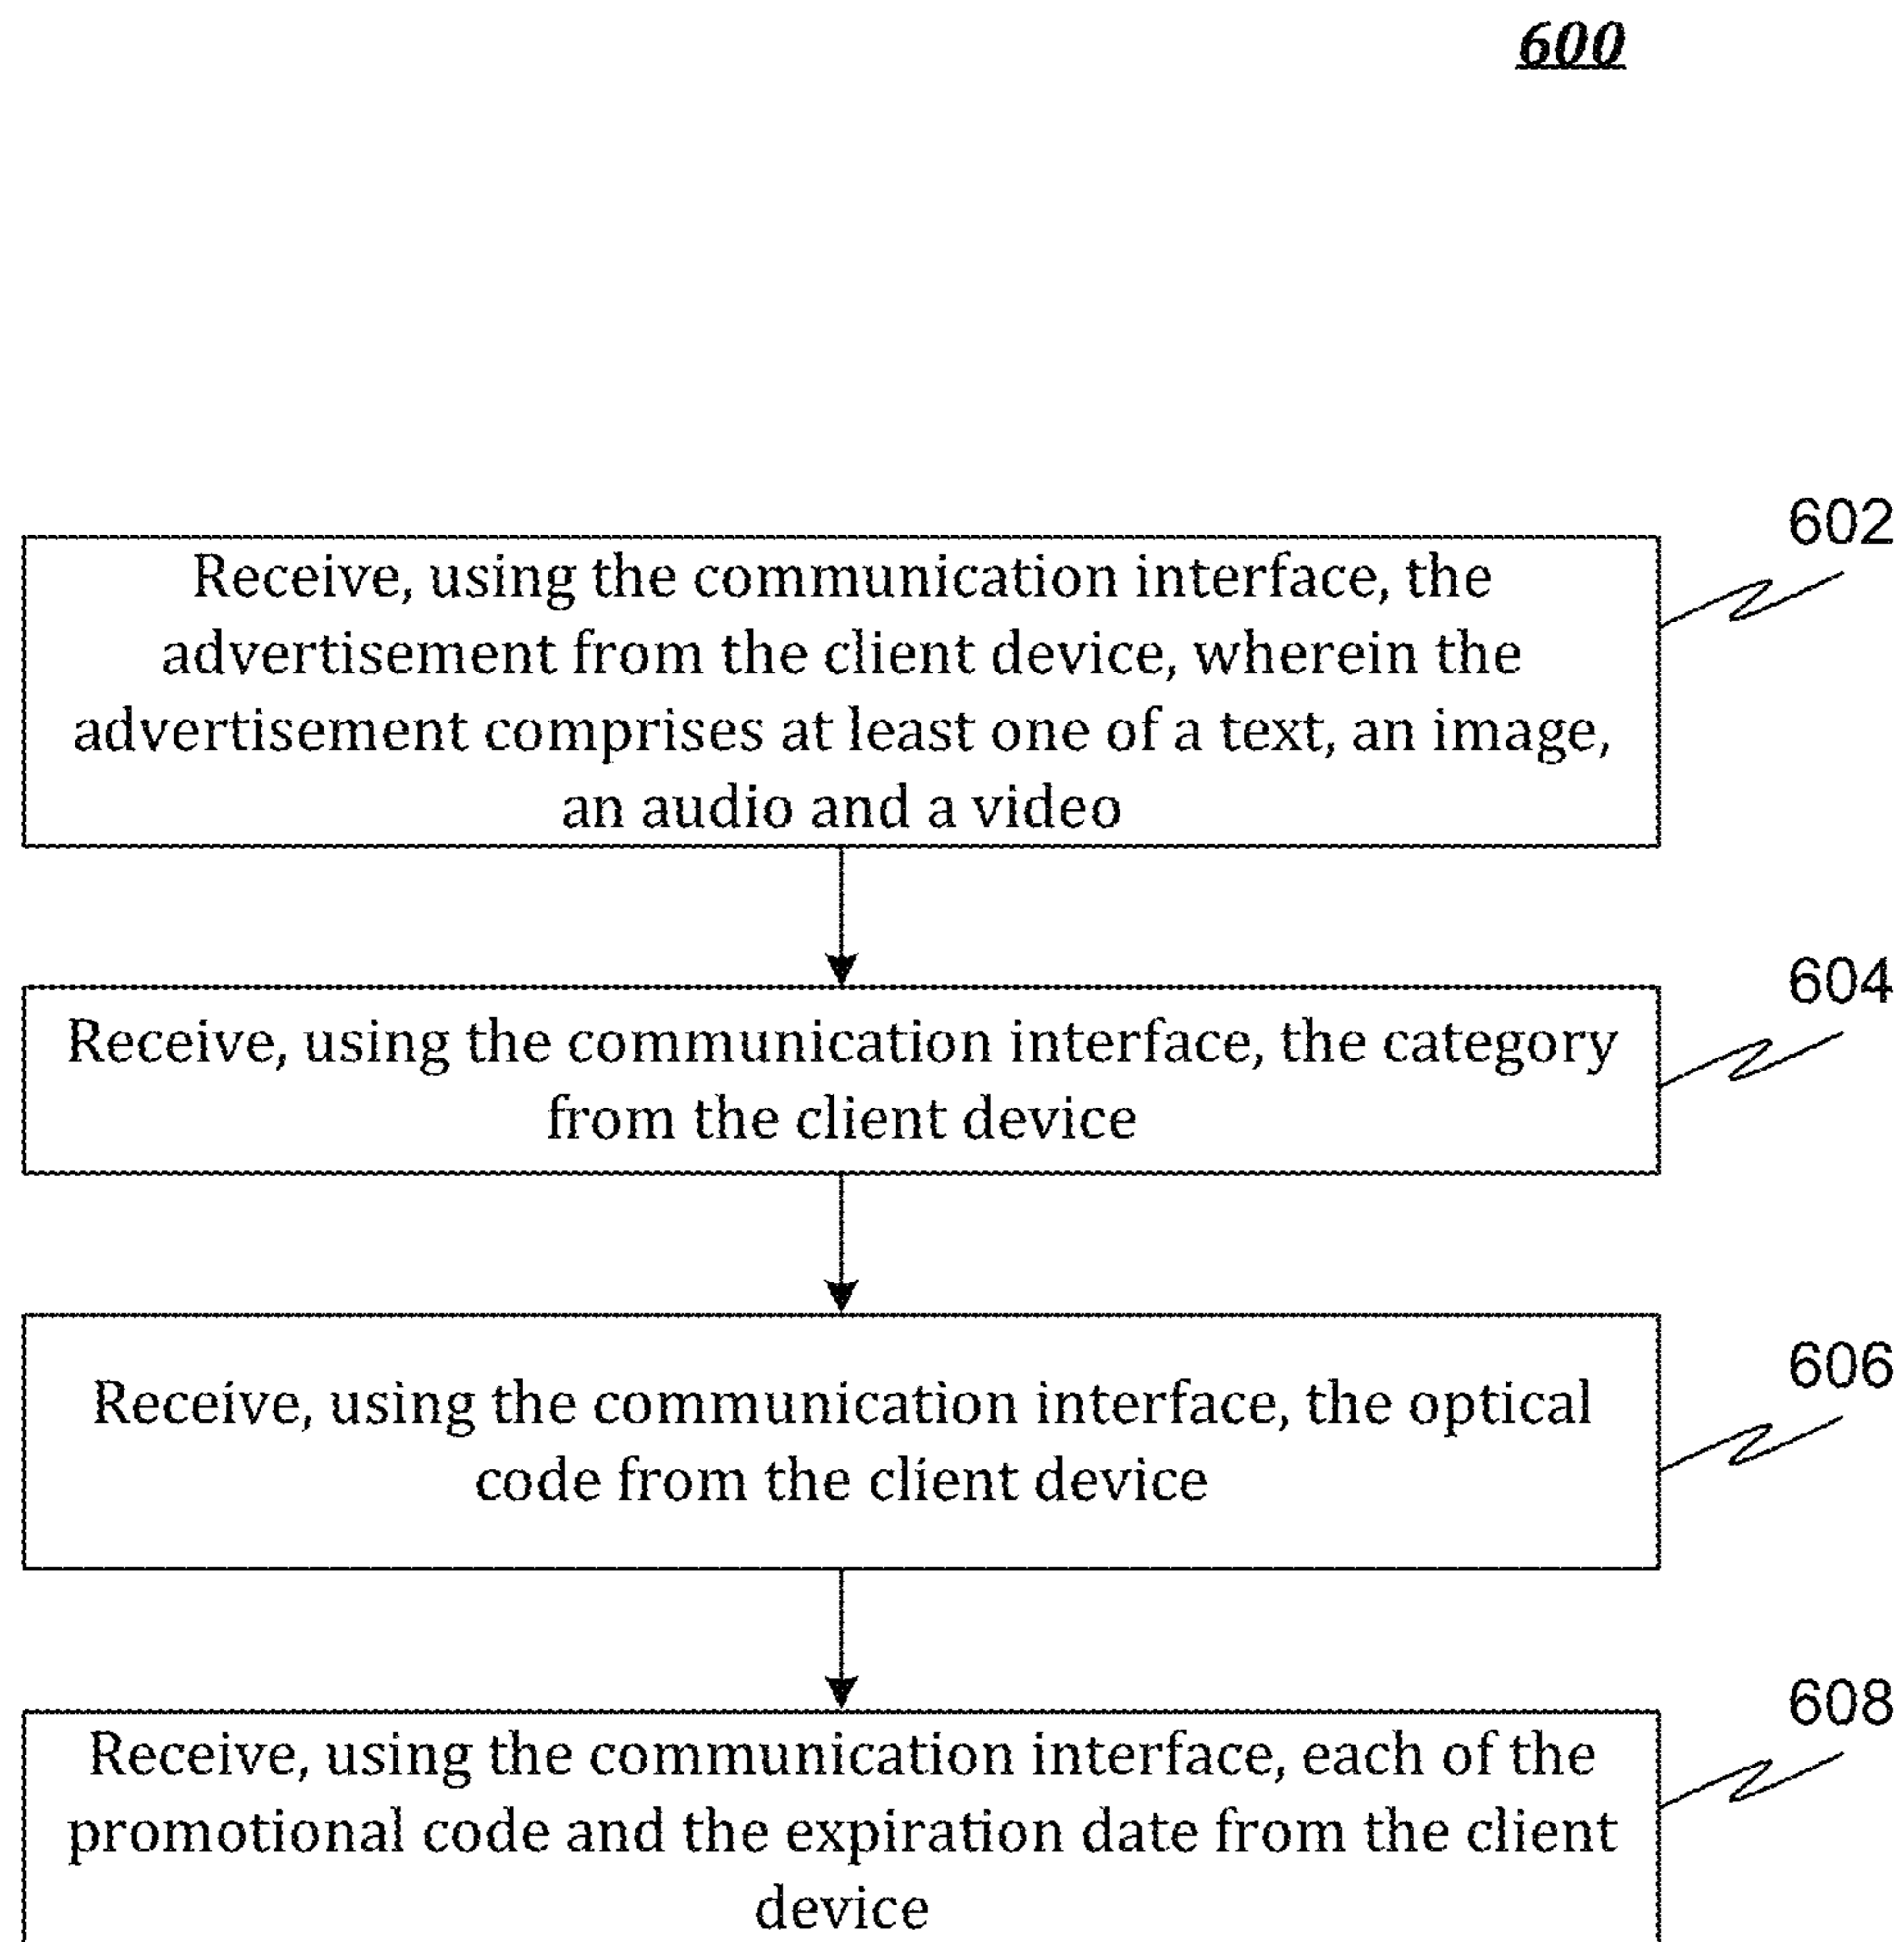 600
602
Receive, using the communication interface, the
advertisement from the client device, wherein the
advertisement comprises at least one of a text, an image,
an audio and a video
604
Receive, using the communication interface, the category
from the client device
606
Receive, using the communication interface, the optical
code from the client device
608
Receive, using the communication interface, each of the
promotional code and the expiration date from the client
device